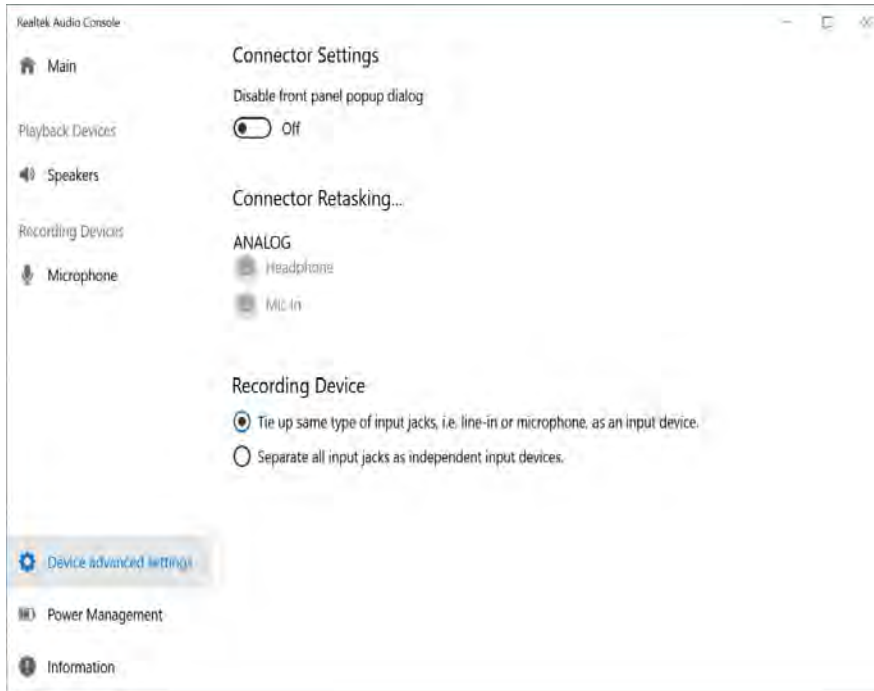 Realtek Audio Console
Main
Playback Devices
Speakers
Recording Devices
Microphone
Device advanced settings
Power Management
Information
Connector Settings
Disable front panel popup dialog
Off
Connector Retasking...
ANALOG
Headphone
Mic In
Recording Device
Tie up same type of input jacks, i.e. line-in or microphone, as an input device.
Separate all input jacks as independent input devices.